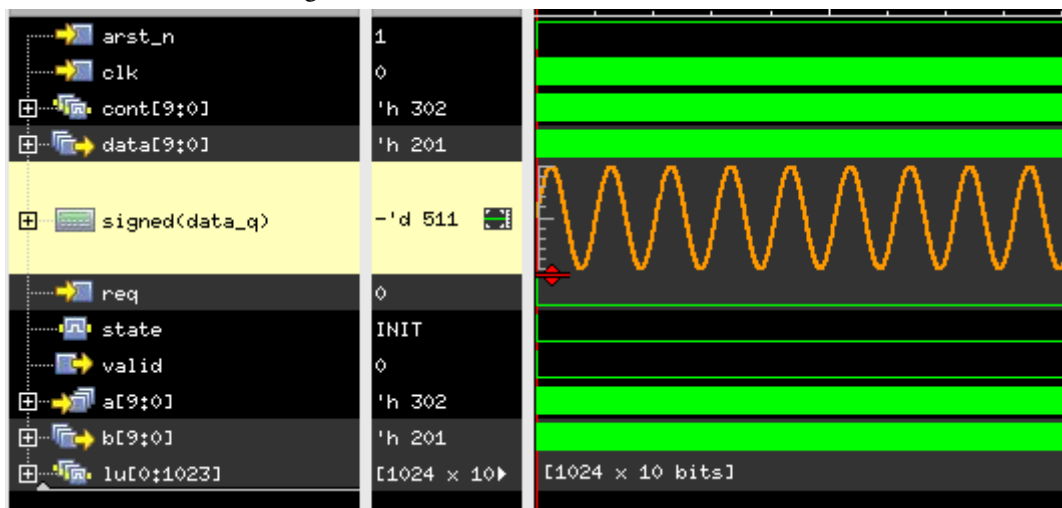 arst_n 1
clk 0
cont[9:0] 'h 302
data[9:0] 'h 201
signed(data_q) -'d 511
req 0
state INIT
valid 0
a[9:0] 'h 302
b[9:0] 'h 201
lu[0:1023] [1024 x 10 [1024 x 10 bits]